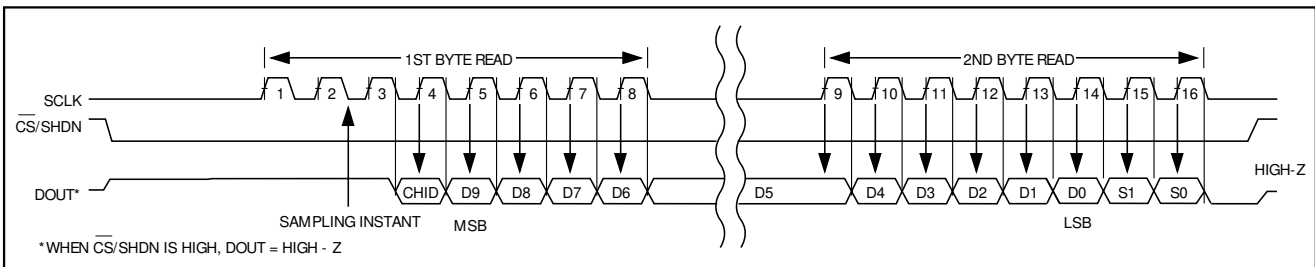 1ST BYTE READ
2ND BYTE READ
SCLK 1 2 3 4 5 6 7 8 9 10 11 12 13 14 15 16
CS/SHDN
HIGH-Z
DOUT* CHID D9 D8 D7 D6 D5 D4 D3 D2 D1 D0 S1 S0
SAMPLING INSTANT MSB LSB
*WHEN CS/SHDN IS HIGH, DOUT = HIGH - Z